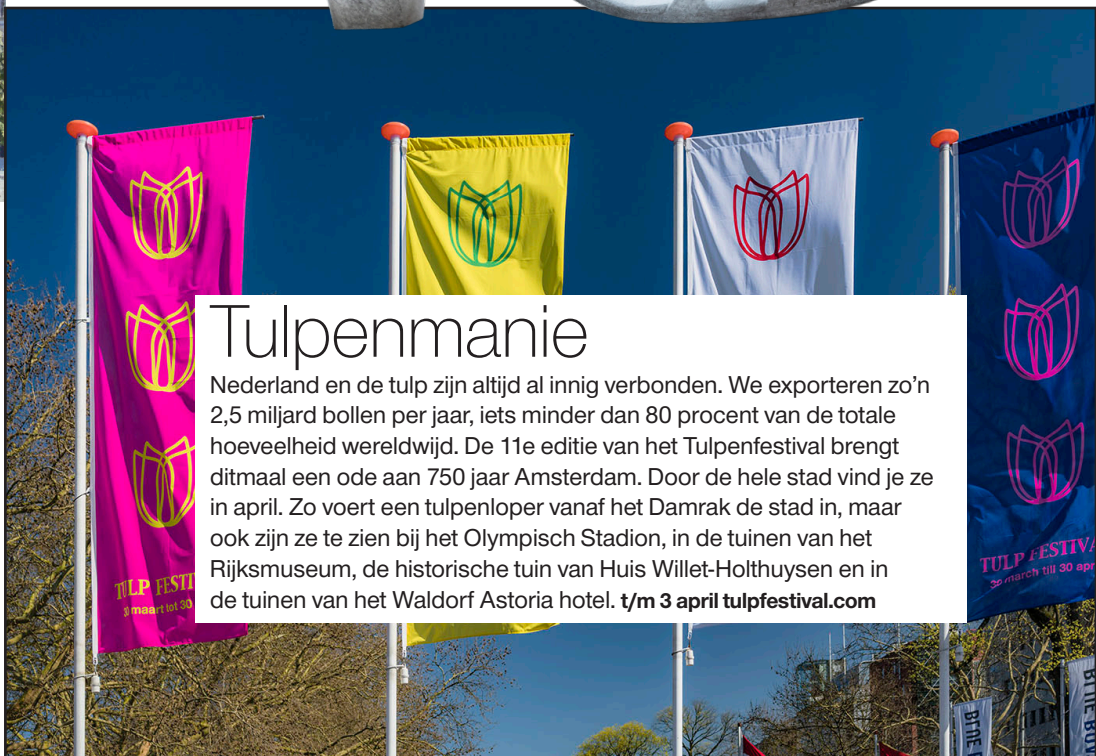 Tulpenmanie
Nederland en de tulp zijn altijd al innig verbonden. We exporteren zo’n
2,5 miljard bollen per jaar, iets minder dan 80 procent van de totale
hoeveelheid wereldwijd. De 11e editie van het Tulpenfestival brengt
ditmaal een ode aan 750 jaar Amsterdam. Door de hele stad vind je ze
in april. Zo voert een tulpenloper vanaf het Damrak de stad in, maar
ook zijn ze te zien bij het Olympisch Stadion, in de tuinen van het
Rijksmuseum, de historische tuin van Huis Willet-Holthuysen en in
de tuinen van het Waldorf Astoria hotel. t/m 3 april tulpfestival.com
TULP FESTI
maart tot 30
TULP FESTIVA
march till 30 apr